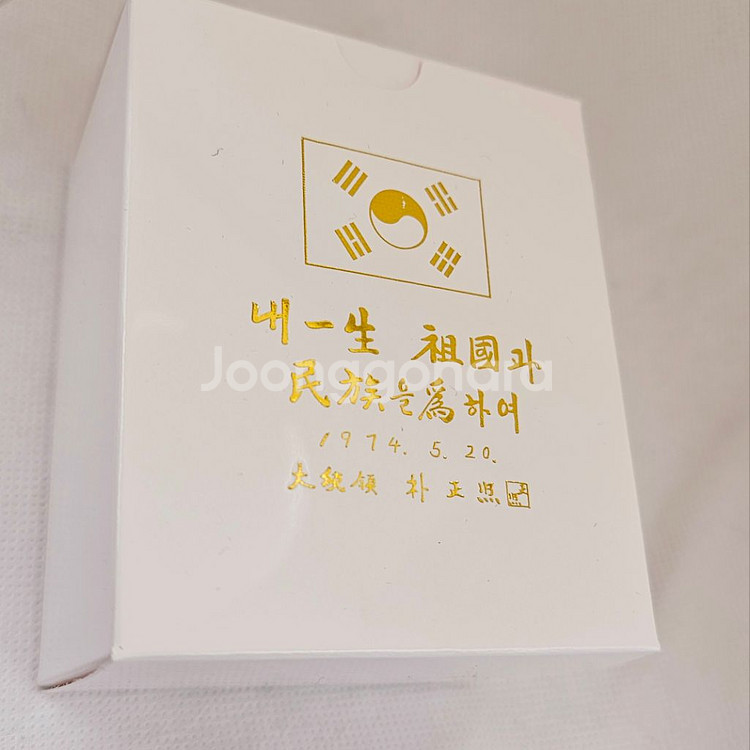 내 一生 祖國과
民族을 爲하여
1974. 5. 20.
大統領 朴正熙
Joonggonara